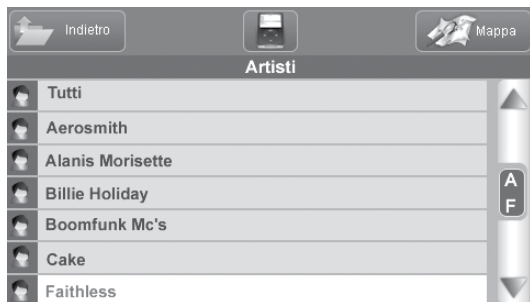 Indietro
Mappa
Artisti
Tutti
Aerosmith
Alanis Morisette
Billie Holiday
Boomfunk Mc's
Cake
Faithless
A
F